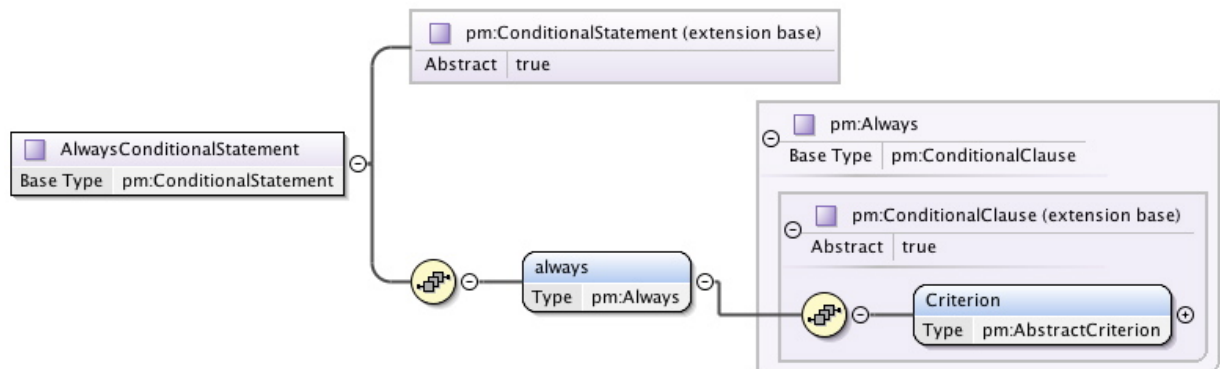 pm:ConditionalStatement (extension base)
Abstract true
AlwaysConditionalStatement
Base Type pm:ConditionalStatement
pm:Always
Base Type pm:ConditionalClause
pm:ConditionalClause (extension base)
Abstract true
always
Type pm:Always
Criterion
Type pm:AbstractCriterion